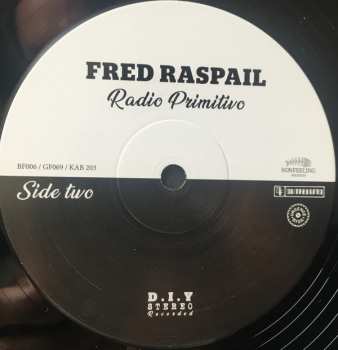 FRED RASPAIL
Radio Primitivo
BF006 / GF069 / KAB 203
Side two
D.I.Y
STEREO
Recorded